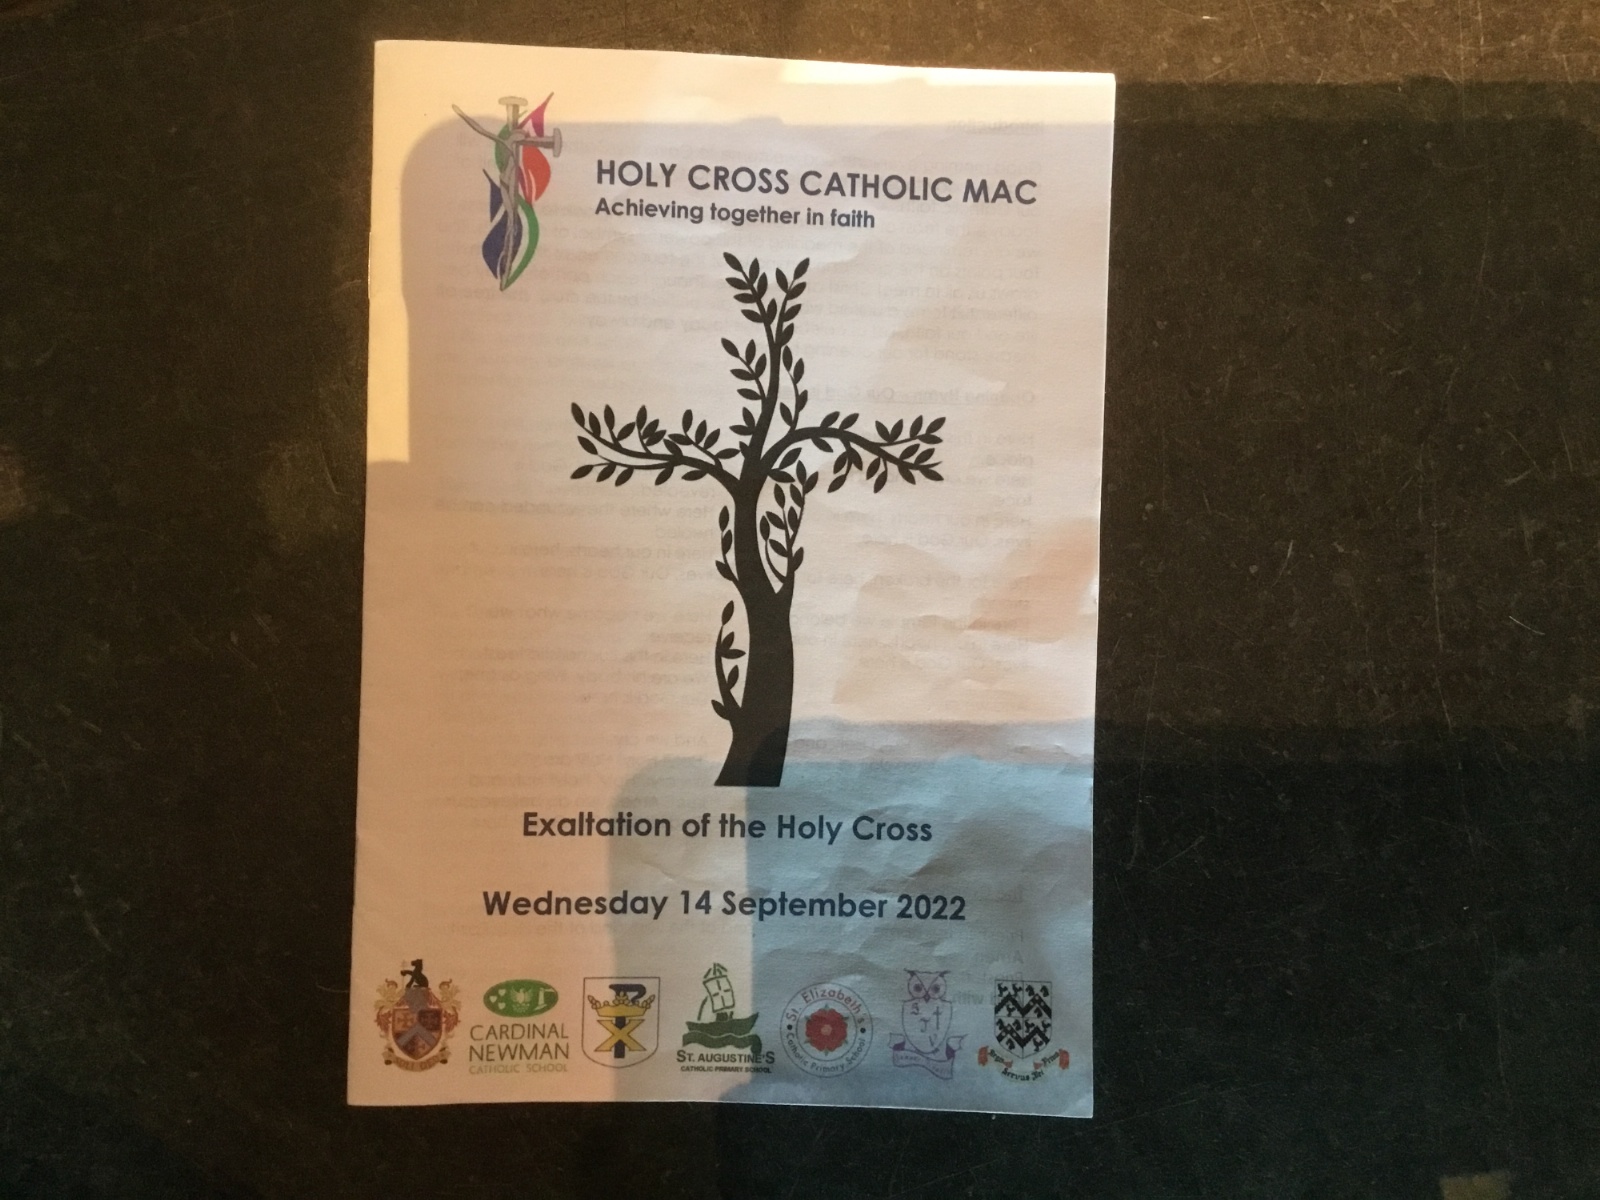 HOLY CROSS CATHOLIC MAC
Achieving together in faith
Exaltation of the Holy Cross
Wednesday 14 September 2022
CARDINAL
NEWMAN
CATHOLIC SCHOOL
ST. AUGUSTINE'S
CATHOLIC PRIMARY SCHOOL
St. Elizabeth's
Catholic Primary School